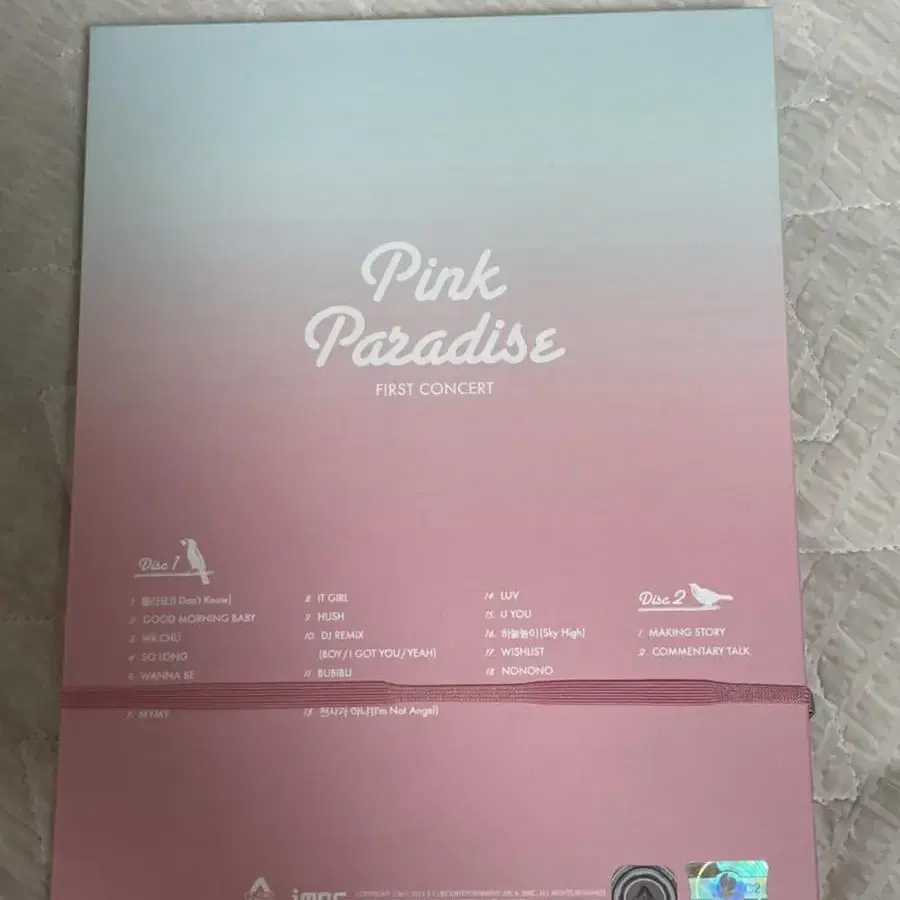 Pink
Paradise
FIRST CONCERT
Disc 1
1 몰라요(I Don't Know)
2 GOOD MORNING BABY
3 MR.CHU
4 SO LONG
5 WANNA BE
7 MYMY
8 IT GIRL
9 HUSH
10 DJ REMIX
(BOY/I GOT YOU/YEAH)
11 BUBIBU
13 천사가 아냐(I'm Not Angel)
14 LUV
15 U YOU
16 하늘높이(Sky High)
17 WISHLIST
18 NONONO
Disc 2
1 MAKING STORY
2 COMMENTARY TALK
iMBC